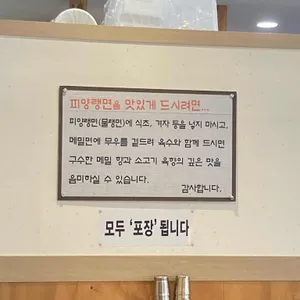 피양랭면을 맛있게 드시려면...
피양랭면(물랭면)에 식초, 겨자 등을 넣지 마시고,
메밀면에 무우를 곁드려 육수와 함께 드시면
구수한 메밀 향과 소고기 육향의 깊은 맛을
음미하실 수 있습니다.
감사합니다.
모두 '포장' 됩니다